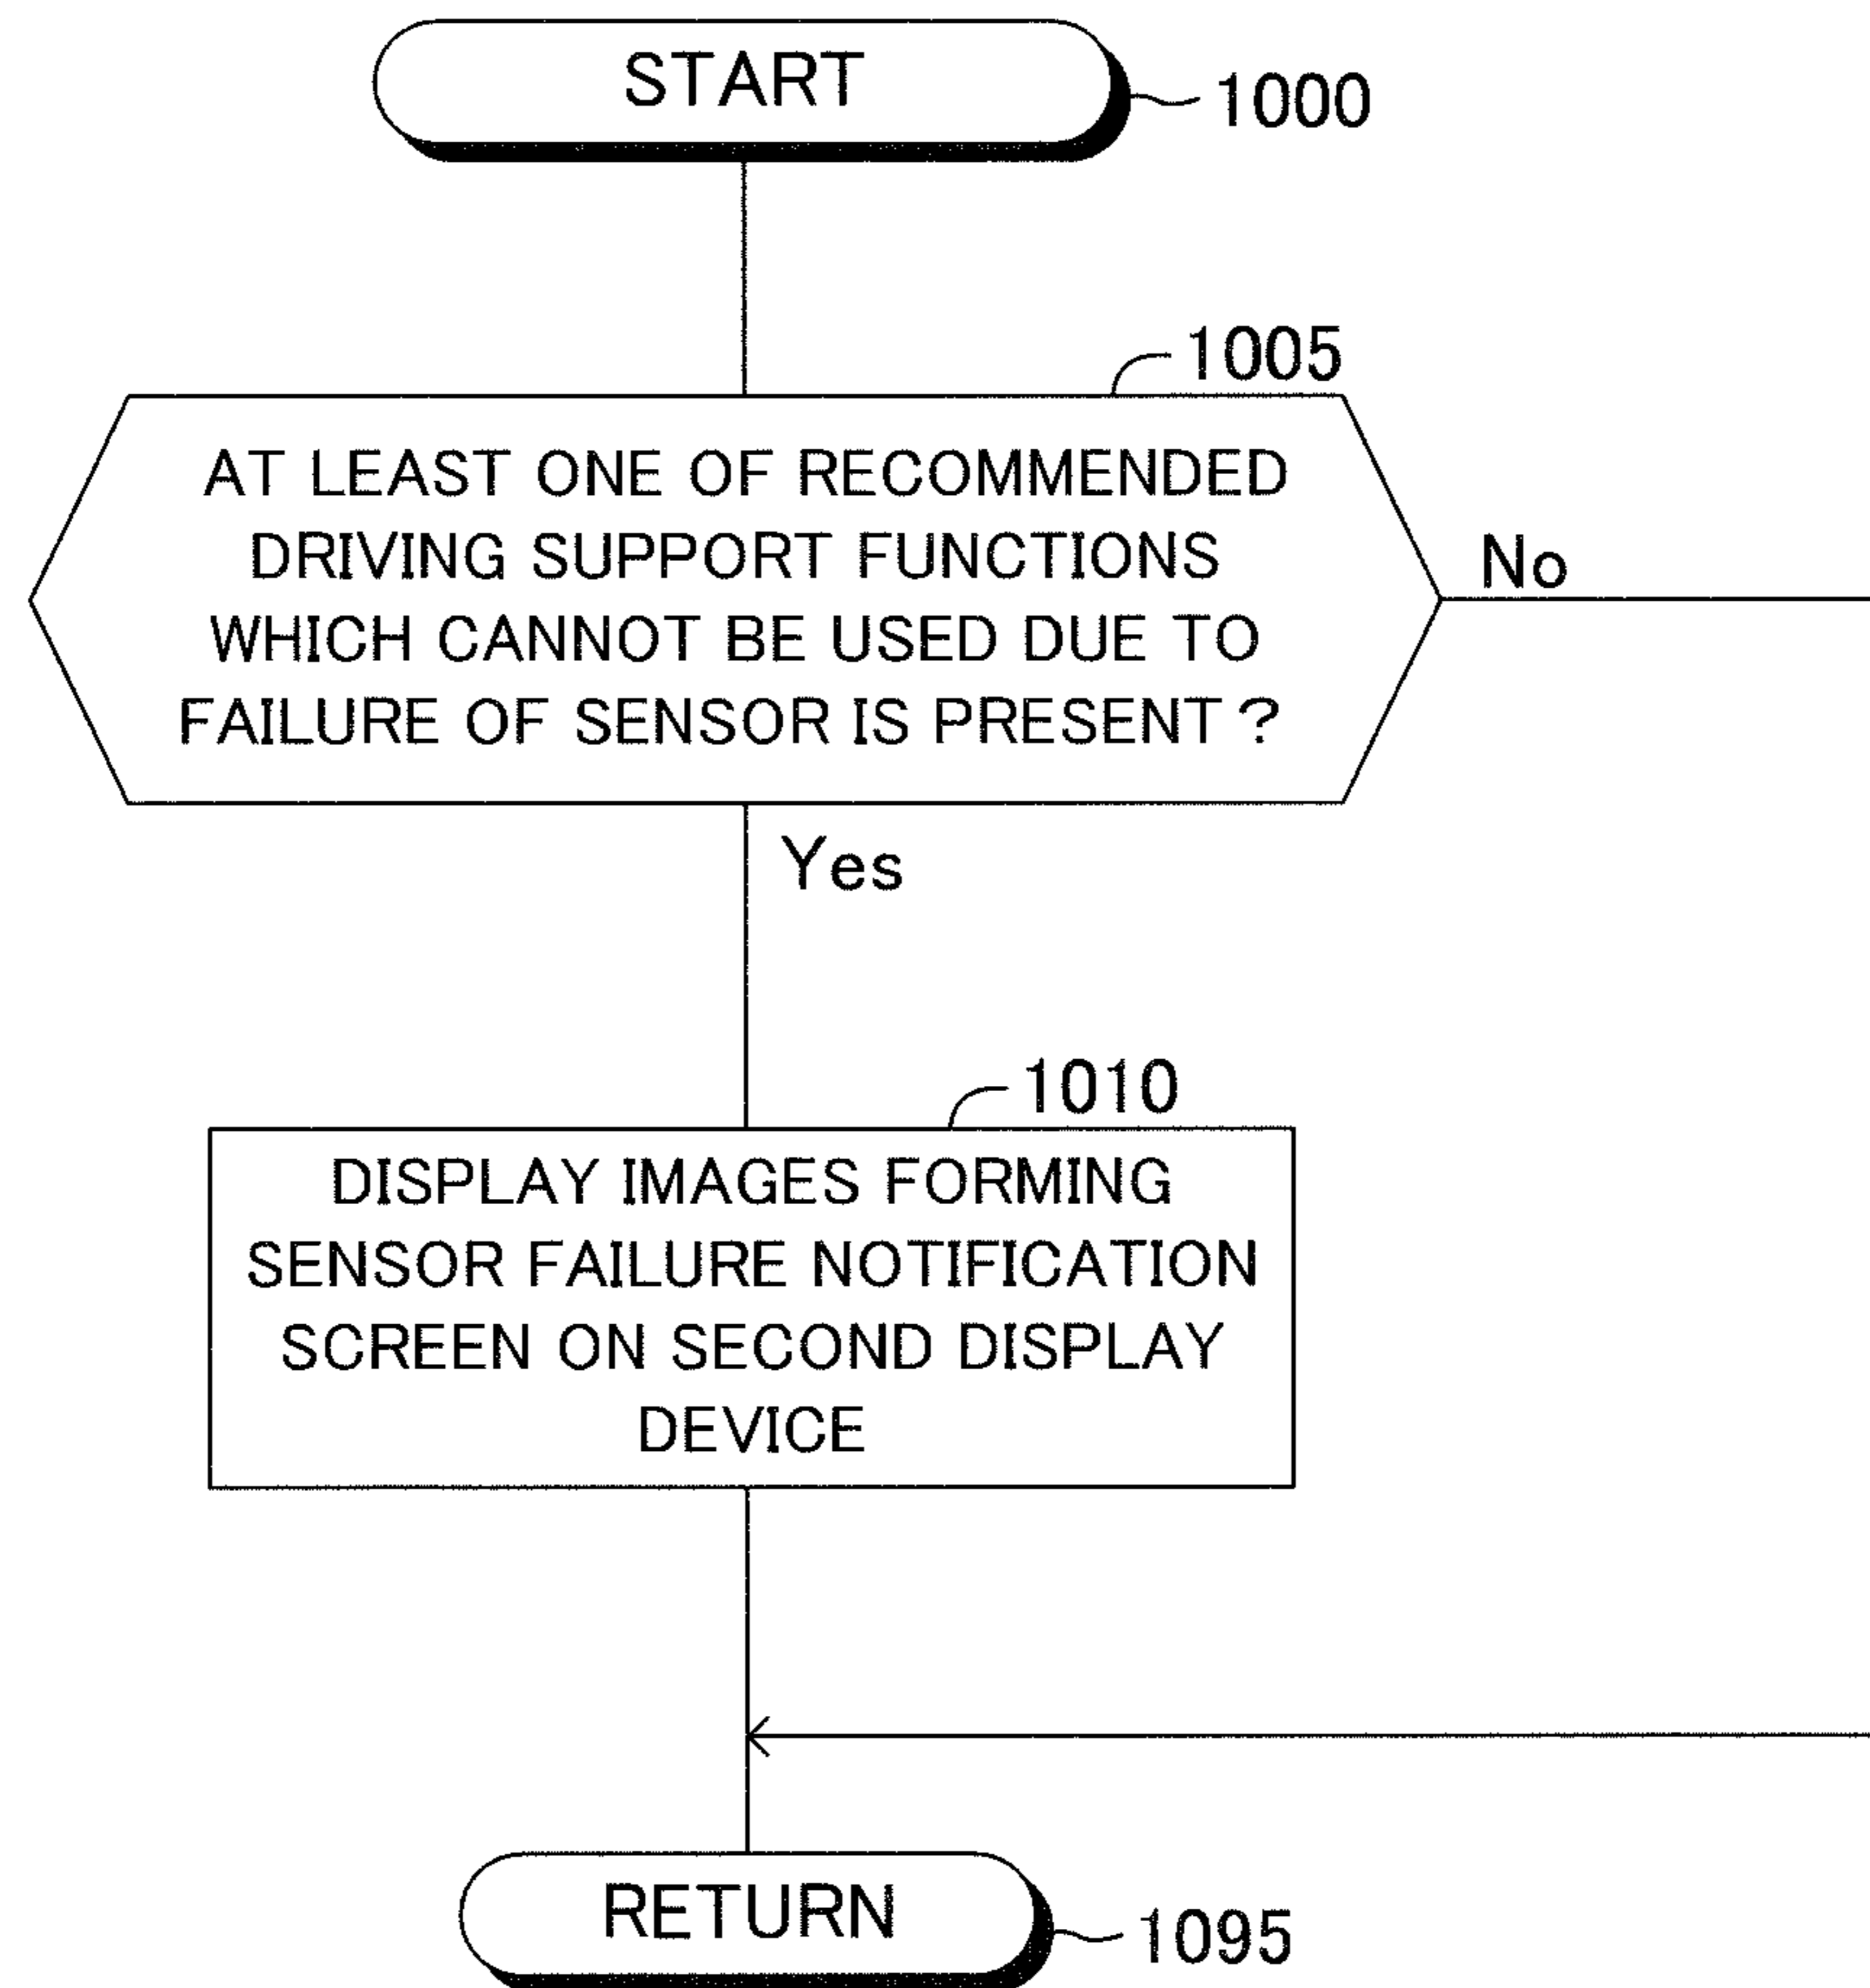 START
1000
1005
AT LEAST ONE OF RECOMMENDED
DRIVING SUPPORT FUNCTIONS
WHICH CANNOT BE USED DUE TO
FAILURE OF SENSOR IS PRESENT ?
No
Yes
1010
DISPLAY IMAGES FORMING
SENSOR FAILURE NOTIFICATION
SCREEN ON SECOND DISPLAY
DEVICE
RETURN
1095